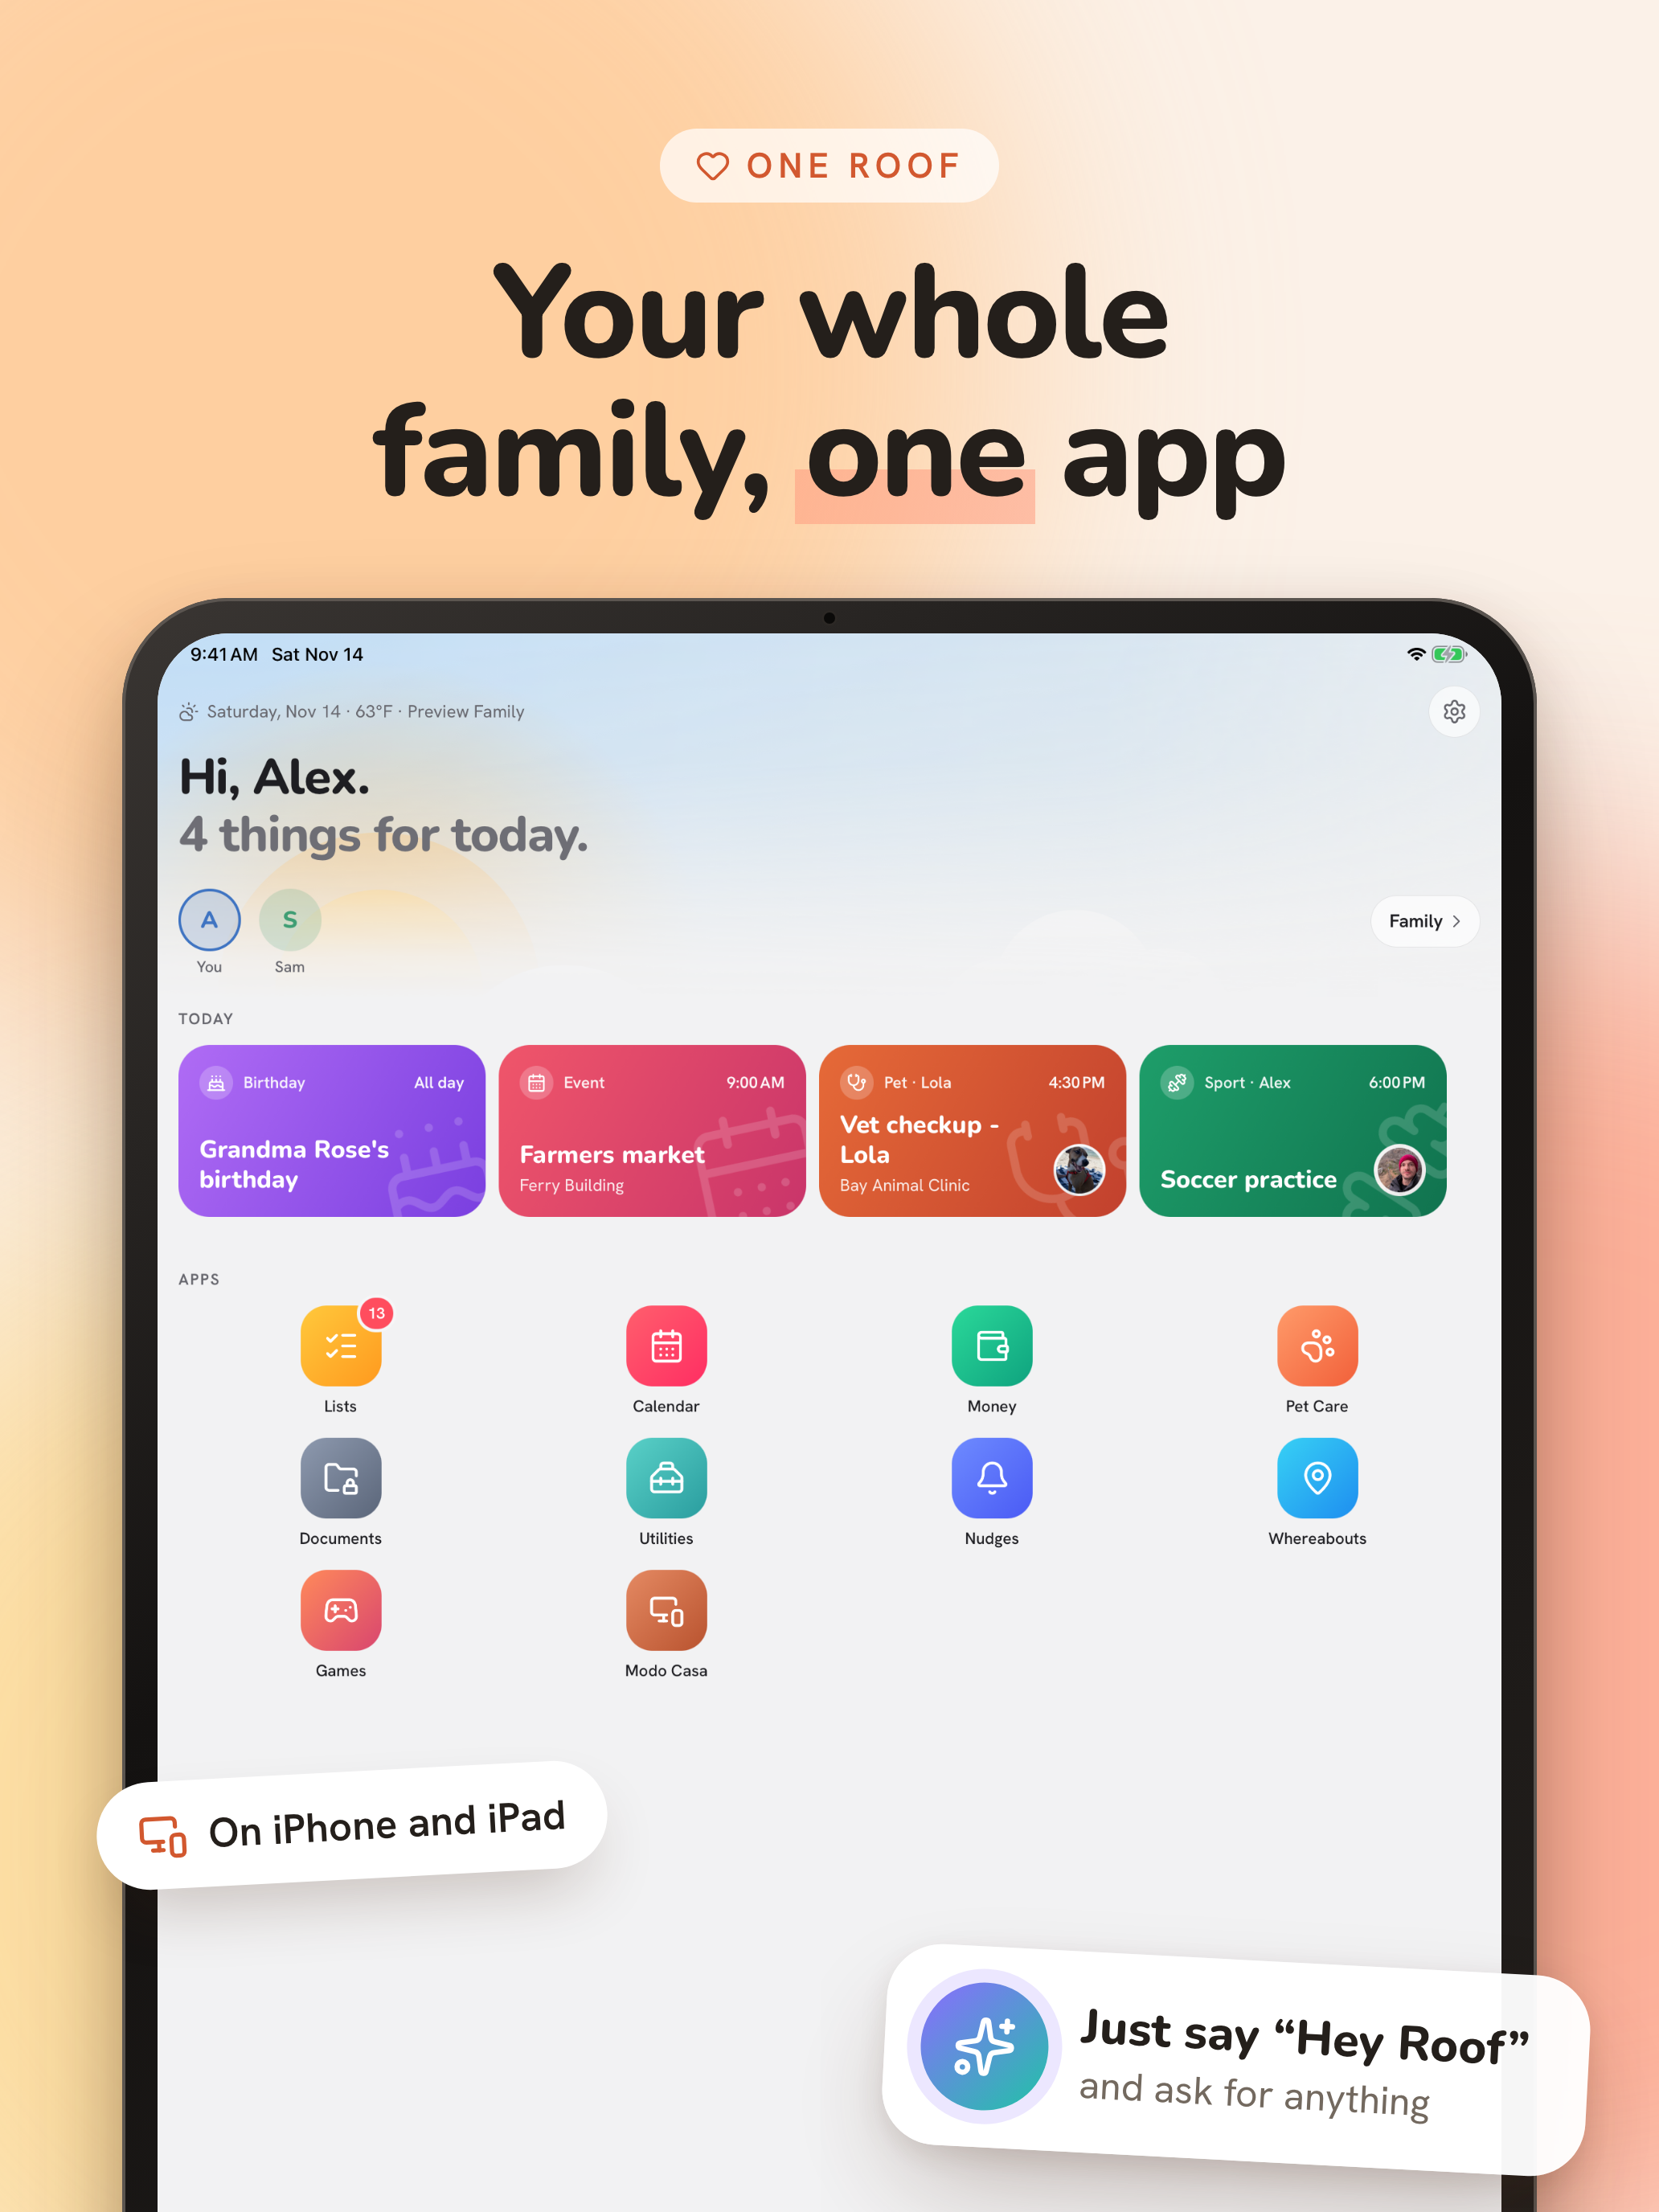 ONE ROOF
Your whole
family, one app
9:41 AM Sat Nov 14
Saturday, Nov 14 · 63°F · Preview Family
Hi, Alex.
4 things for today.
A
S
Family
You
Sam
TODAY
Birthday
All day
Grandma Rose's
birthday
Event
9:00 AM
Farmers market
Ferry Building
Pet · Lola
4:30 PM
Vet checkup -
Lola
Bay Animal Clinic
Sport · Alex
6:00 PM
Soccer practice
APPS
13
Lists
Calendar
Money
Pet Care
Documents
Utilities
Nudges
Whereabouts
Games
Modo Casa
On iPhone and iPad
Just say “Hey Roof”
and ask for anything